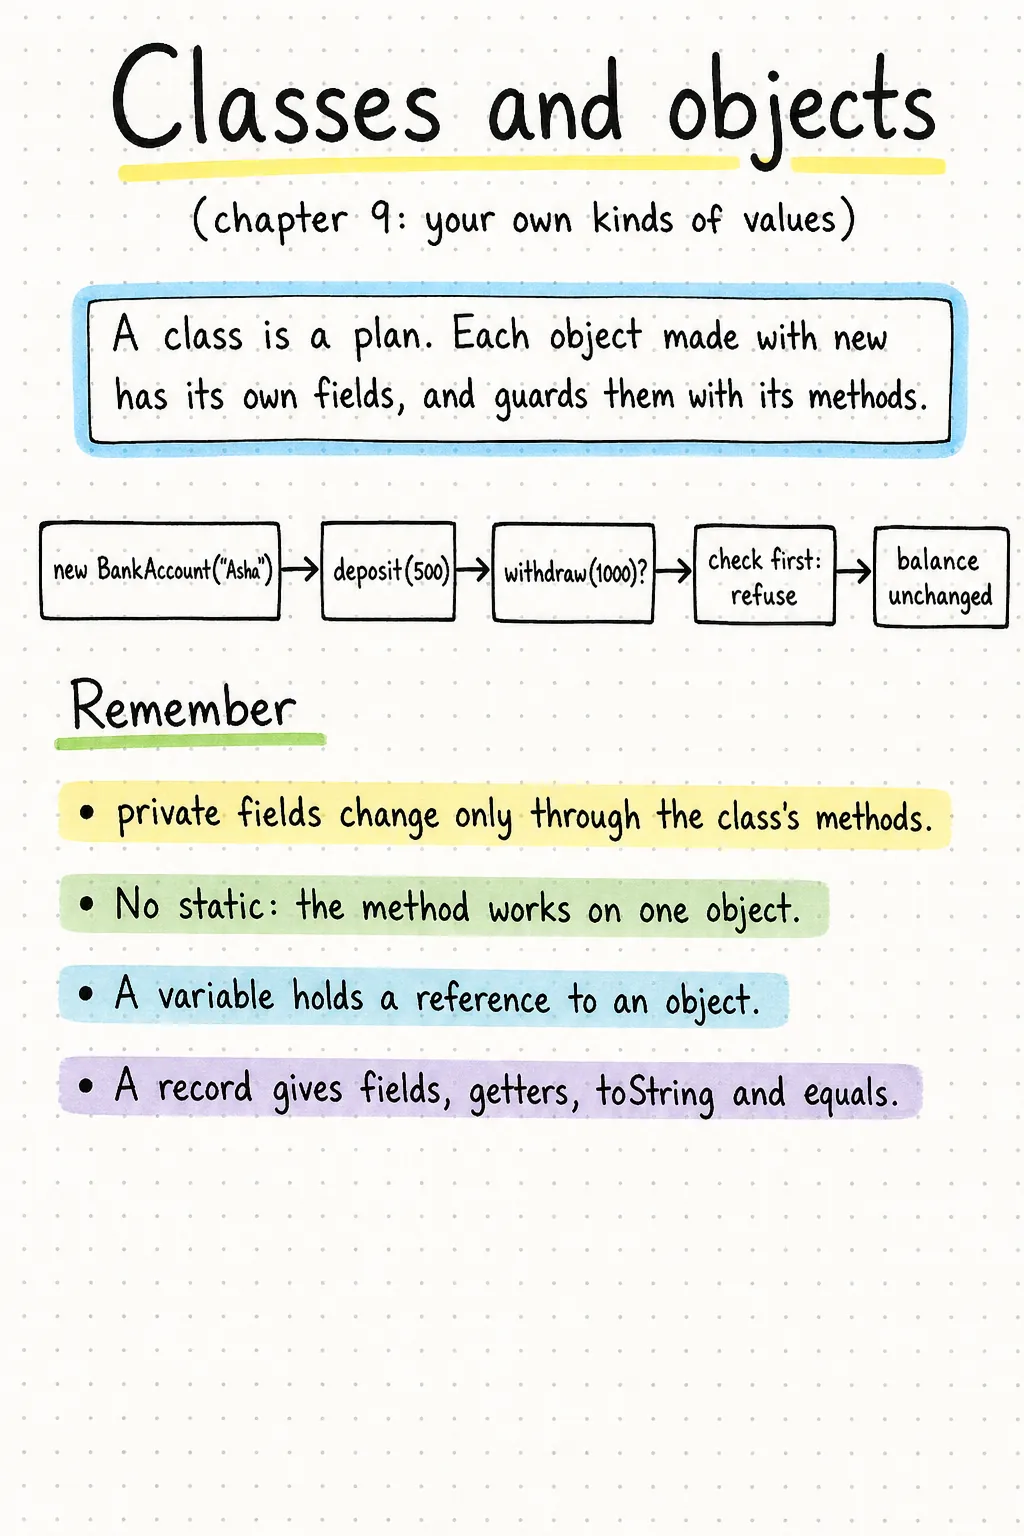 Classes and objects
(chapter 9: your own kinds of values)
A class is a plan. Each object made with new
has its own fields, and guards them with its methods.
new BankAccount("Asha")
deposit(500)
withdraw(1000)?
check first:
refuse
balance
unchanged
Remember
• private fields change only through the class's methods.
• No static: the method works on one object.
• A variable holds a reference to an object.
• A record gives fields, getters, toString and equals.